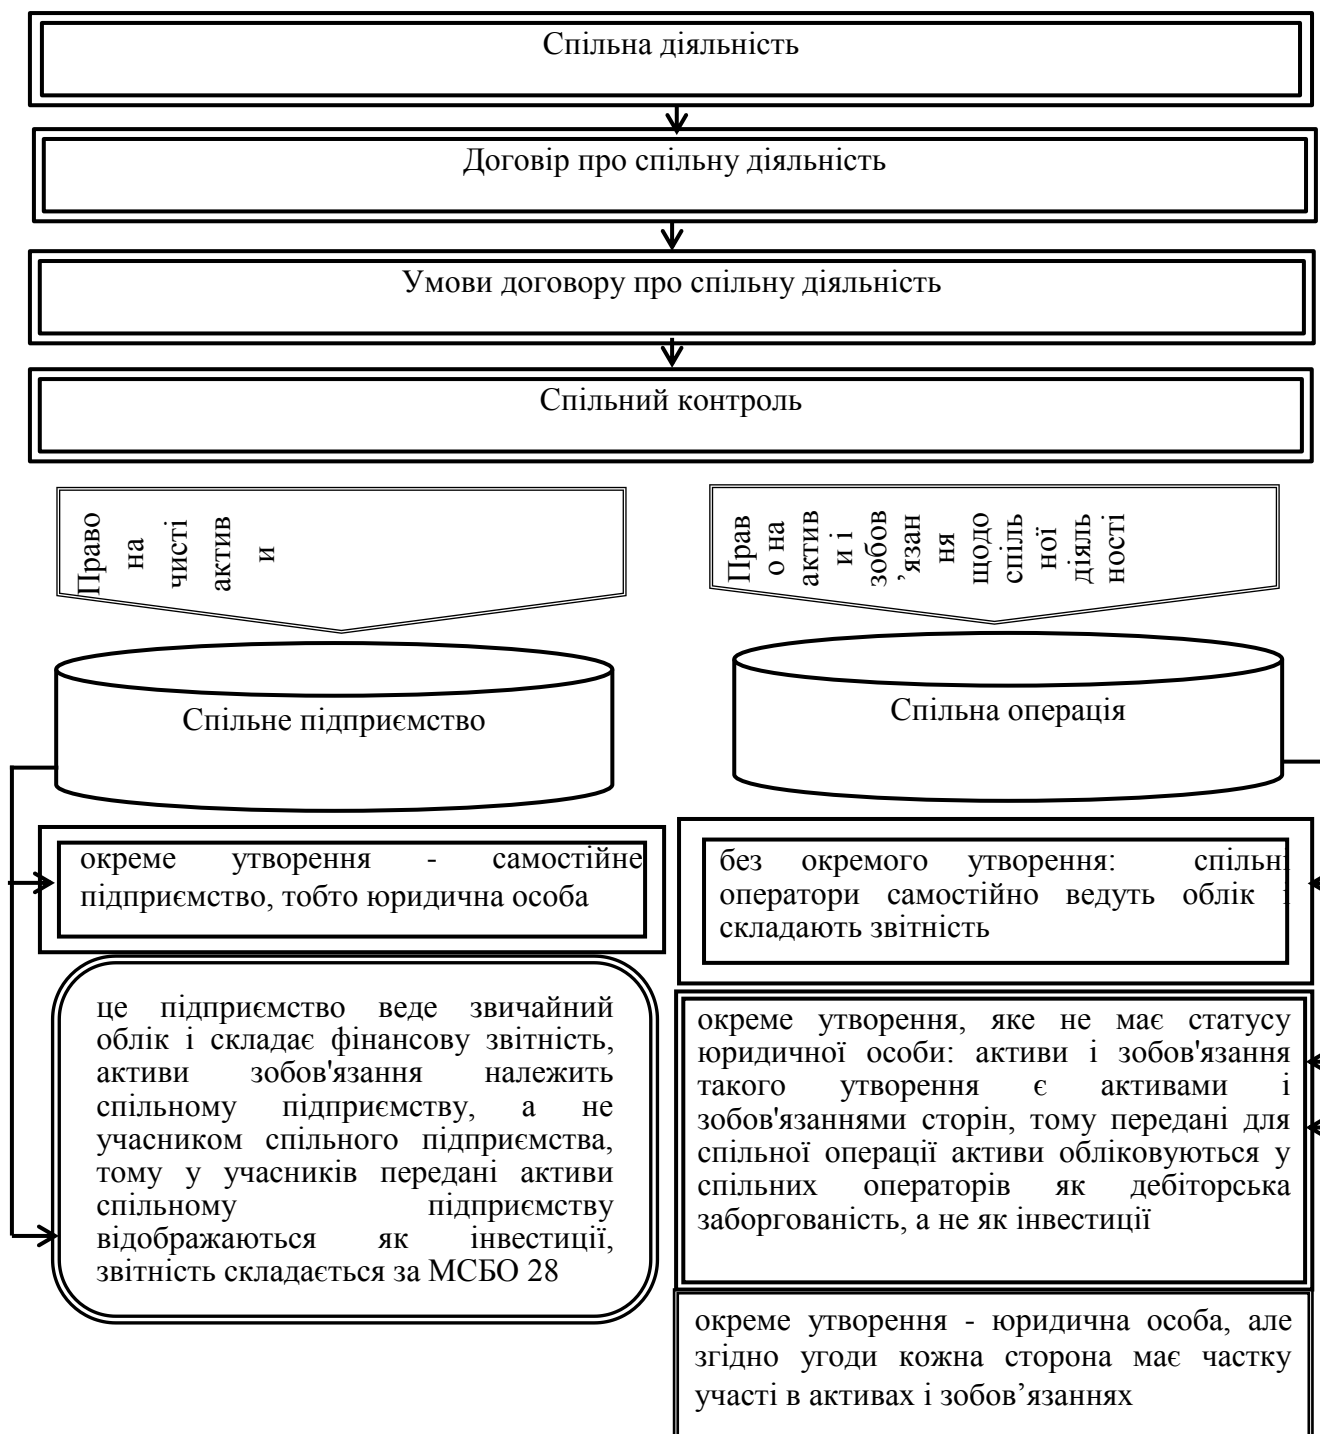 Спільна діяльність
Договір про спільну діяльність
Умови договору про спільну діяльність
Спільний контроль
Право
на
чисті
актив
и
Прав
о на
актив
и і
зобов
’язан
ня
щодо
спіль
ної
діяль
ності
Спільне підприємство
Спільна операція
окреме утворення - самостійне
підприємство, тобто юридична особа
без окремого утворення: спільні
оператори самостійно ведуть облік і
складають звітність
це підприємство веде звичайний
облік і складає фінансову звітність,
активи зобов'язання належить
спільному підприємству, а не
учасником спільного підприємства,
тому у учасників передані активи
спільному підприємству
відображаються як інвестиції,
звітність складається за МСБО 28
окреме утворення, яке не має статусу
юридичної особи: активи і зобов'язання
такого утворення є активами і
зобов'язаннями сторін, тому передані для
спільної операції активи обліковуються у
спільних операторів як дебіторська
заборгованість, а не як інвестиції
окреме утворення - юридична особа, але
згідно угоди кожна сторона має частку
участі в активах і зобов’язаннях